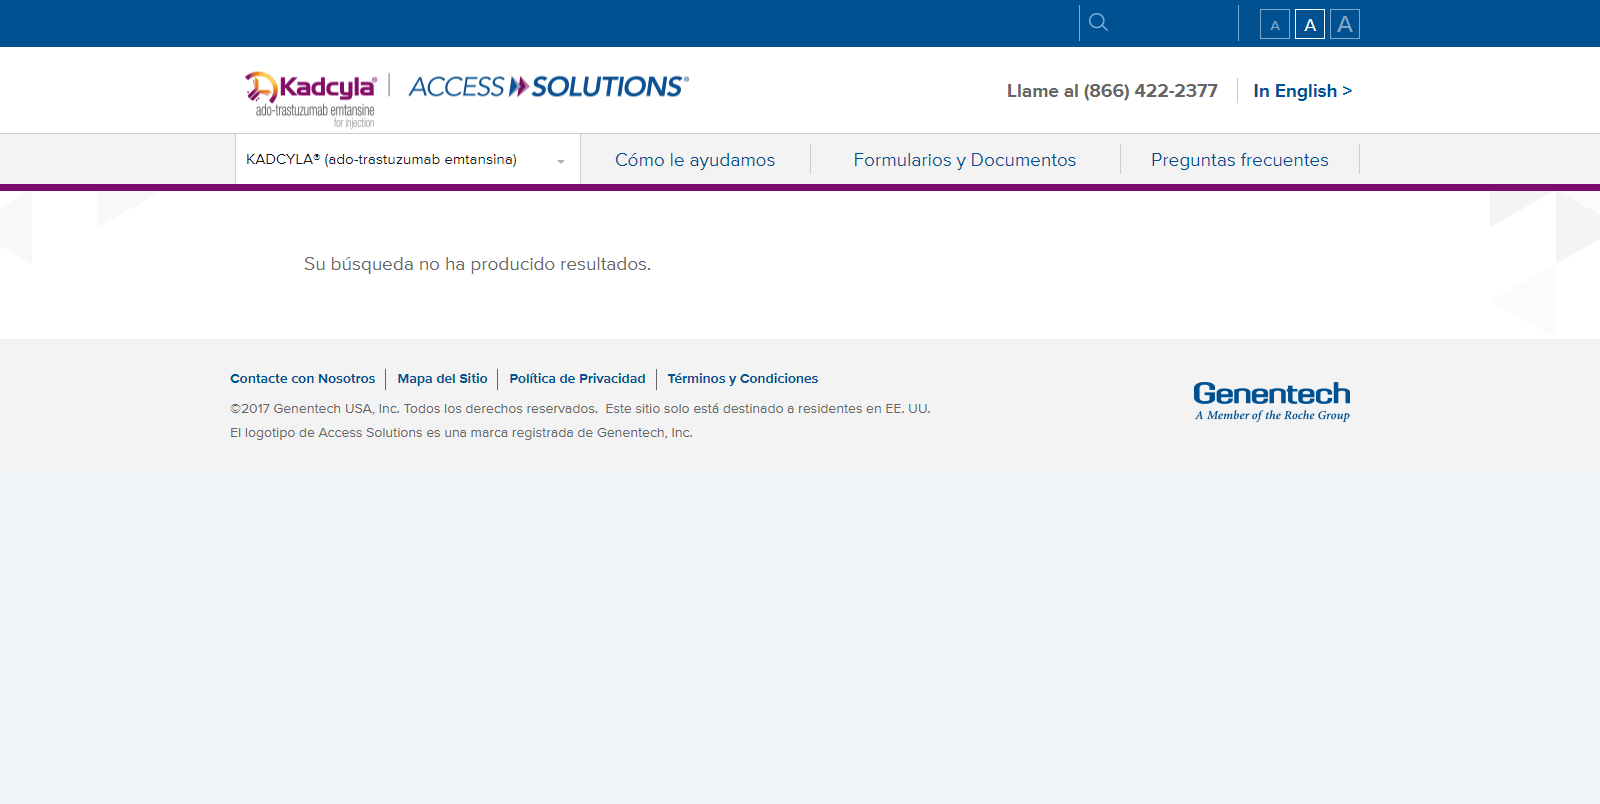 A A A
Kadcyla® | ACCESS SOLUTIONS®
ado-trastuzumab emtansine
for injection
Llame al (866) 422-2377
In English >
KADCYLA® (ado-trastuzumab emtansina)
Cómo le ayudamos
Formularios y Documentos
Preguntas frecuentes
Su búsqueda no ha producido resultados.
Contacte con Nosotros
Mapa del Sitio
Política de Privacidad
Términos y Condiciones
©2017 Genentech USA, Inc. Todos los derechos reservados.  Este sitio solo está destinado a residentes en EE. UU.
El logotipo de Access Solutions es una marca registrada de Genentech, Inc.
Genentech
A Member of the Roche Group